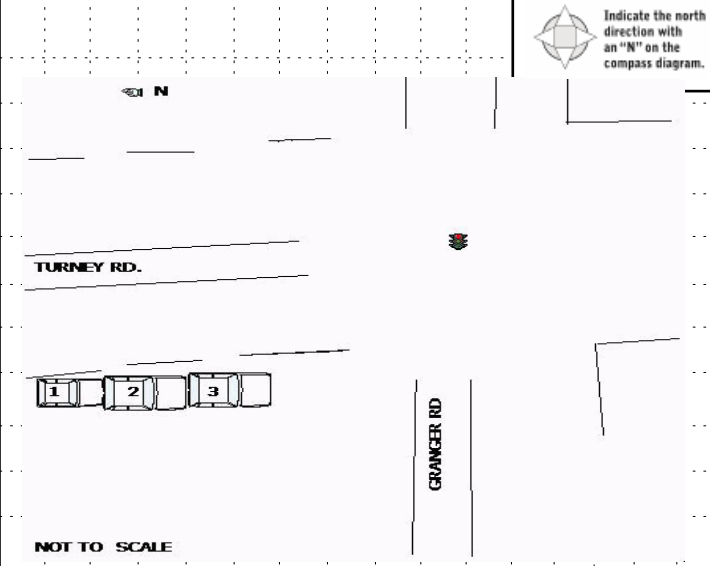 Indicate the north
direction with
an "N" on the
compass diagram.
N
TURNEY RD.
1 2 3
GRANGER RD
NOT TO SCALE